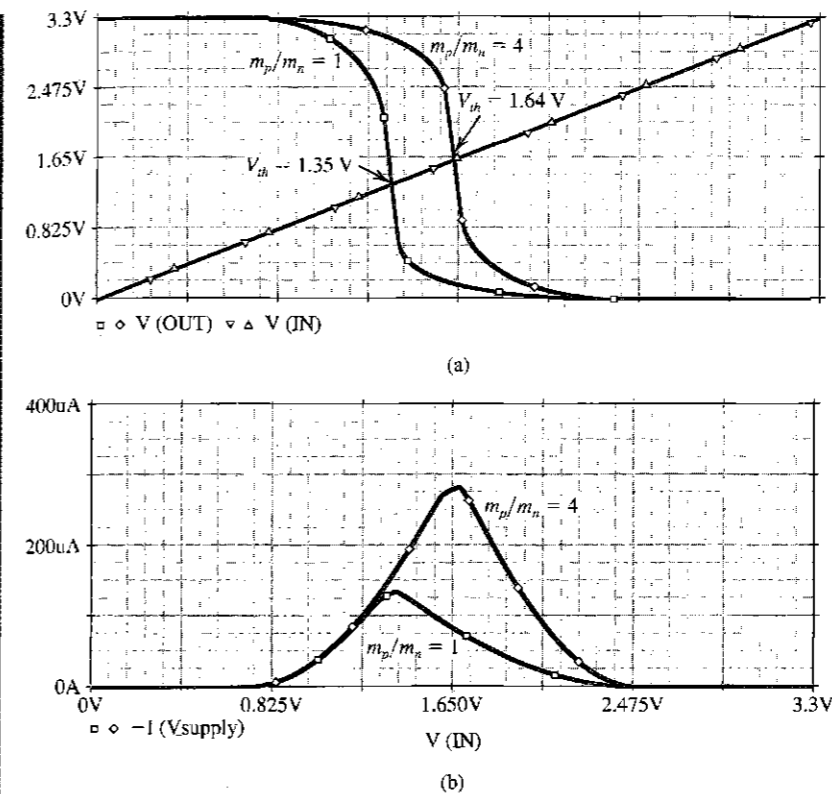 3.3V
m_p/m_n = 1
m_p/m_n = 4
2.475V
V_th = 1.64 V
1.65V
V_th = 1.35 V
0.825V
0V
□ ◇ V (OUT) ▽ △ V (IN)
(a)
400uA
m_p/m_n = 4
200uA
m_p/m_n = 1
0A
0V 0.825V 1.650V 2.475V 3.3V
□ ◇ −I (Vsupply)
V (IN)
(b)